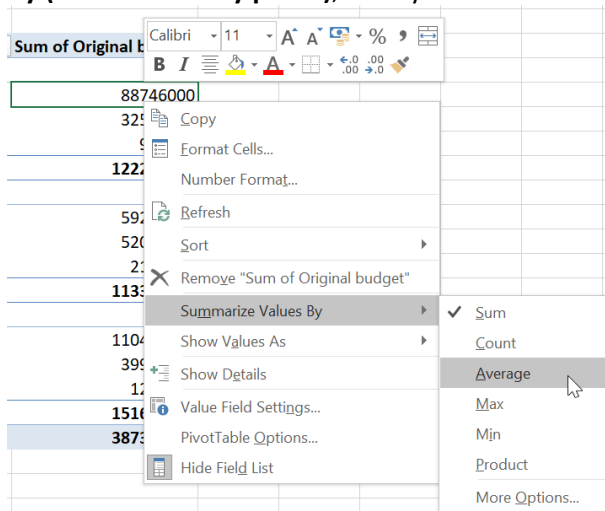 Sum of Original b
Calibri 11 A A % ,
B I A .00 .00
88746000
325
Copy
Format Cells...
1222
Number Format...
592
Refresh
520
Sort
21
Remove "Sum of Original budget"
1133
Summarize Values By
Sum
Show Values As
Count
1104
399
Show Details
Average
12
Value Field Settings...
Max
1516
PivotTable Options...
Min
3873
Hide Field List
Product
More Options...